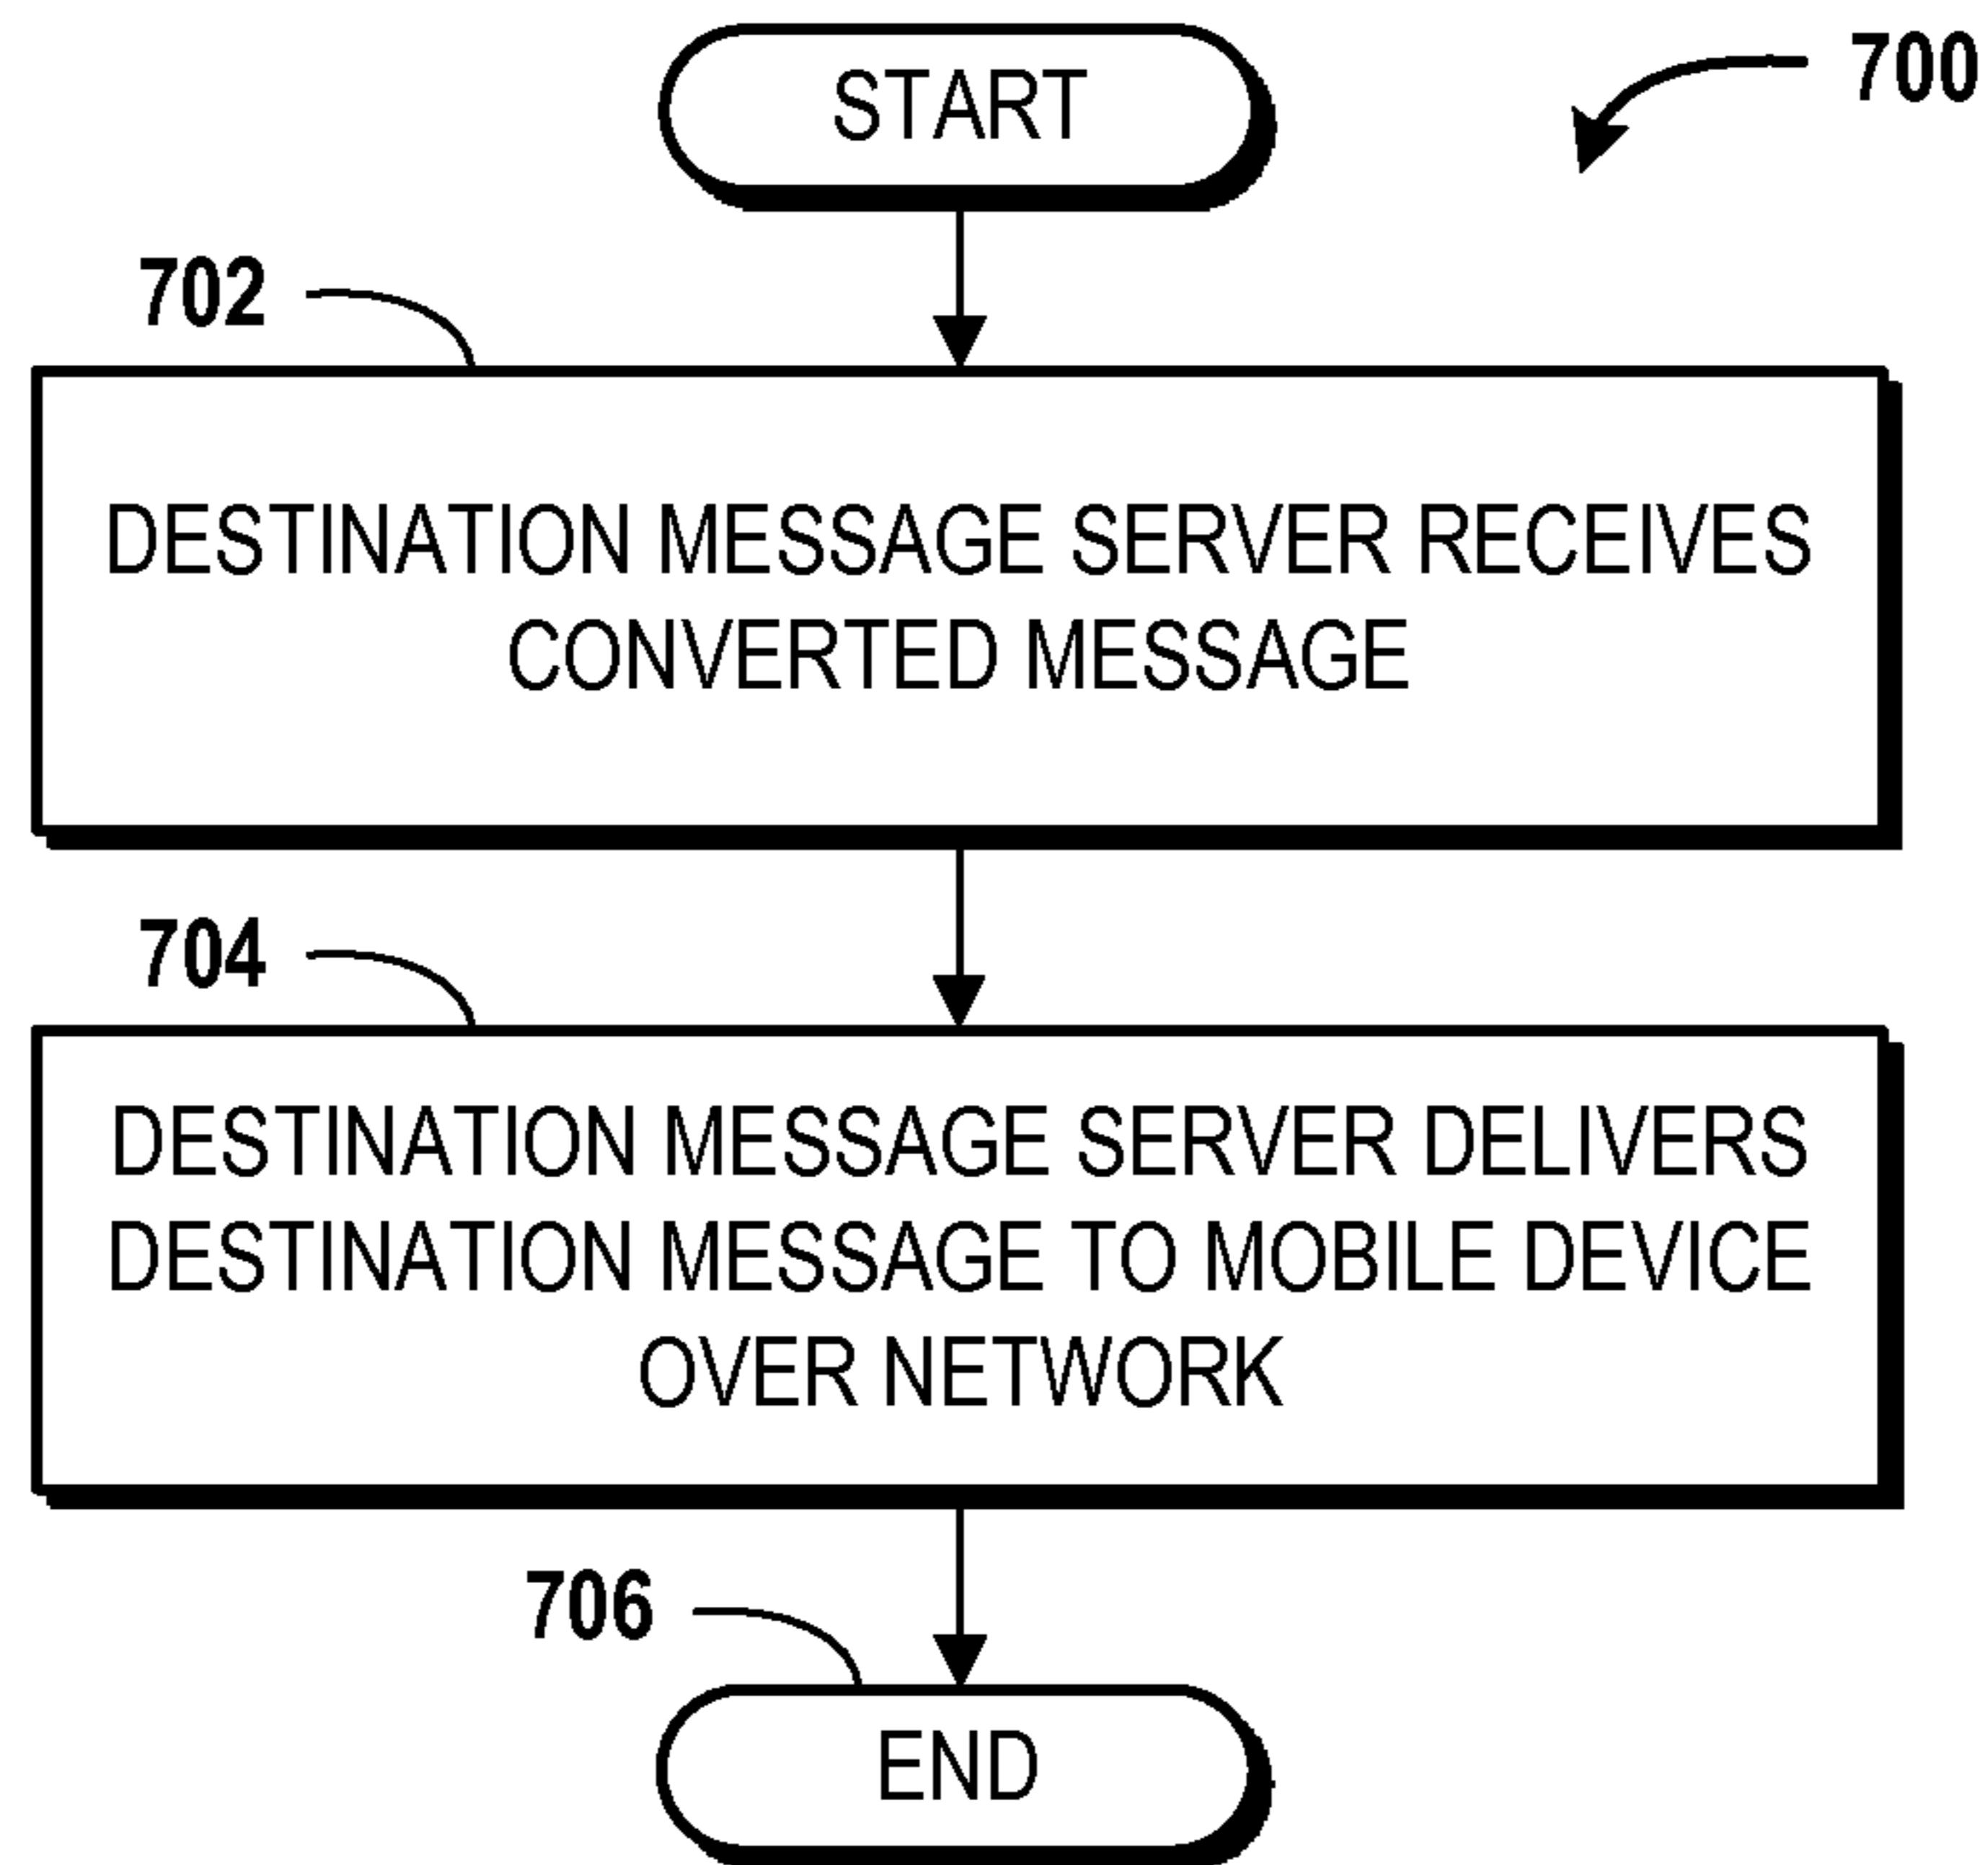 START
700
702
DESTINATION MESSAGE SERVER RECEIVES
CONVERTED MESSAGE
704
DESTINATION MESSAGE SERVER DELIVERS
DESTINATION MESSAGE TO MOBILE DEVICE
OVER NETWORK
706
END